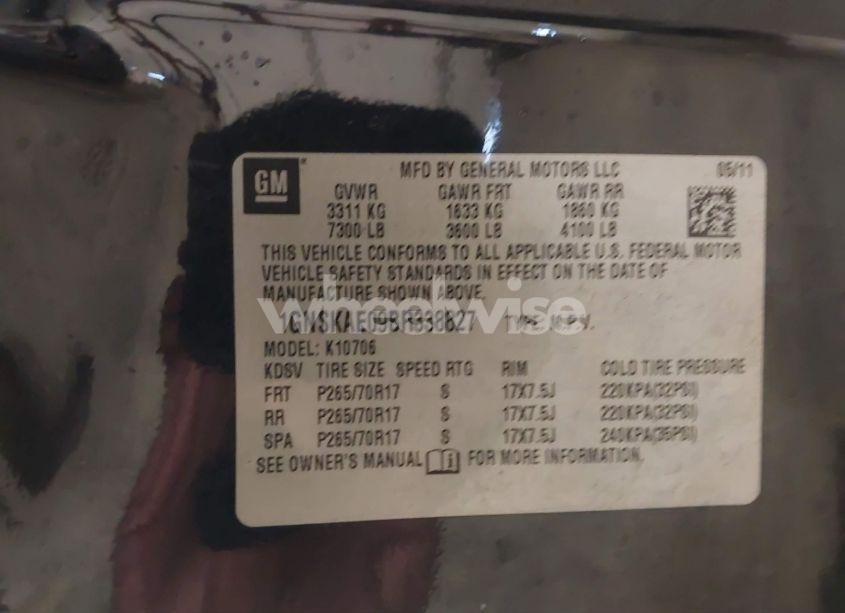 GM
MFD BY GENERAL MOTORS LLC 05/11
GVWR GAWR FRT GAWR RR
3311 KG 1633 KG 1860 KG
7300 LB 3600 LB 4100 LB
THIS VEHICLE CONFORMS TO ALL APPLICABLE U.S. FEDERAL MOTOR
VEHICLE SAFETY STANDARDS IN EFFECT ON THE DATE OF
MANUFACTURE SHOWN ABOVE.
wheelwise
TYPE: M.P.V.
MODEL: K10706
KDSV TIRE SIZE SPEED RTG RIM COLD TIRE PRESSURE
FRT P265/70R17 S 17X7.5J 220KPA(32PSI)
RR P265/70R17 S 17X7.5J 220KPA(32PSI)
SPA P265/70R17 S 17X7.5J 240KPA(35PSI)
SEE OWNER'S MANUAL FOR MORE INFORMATION.